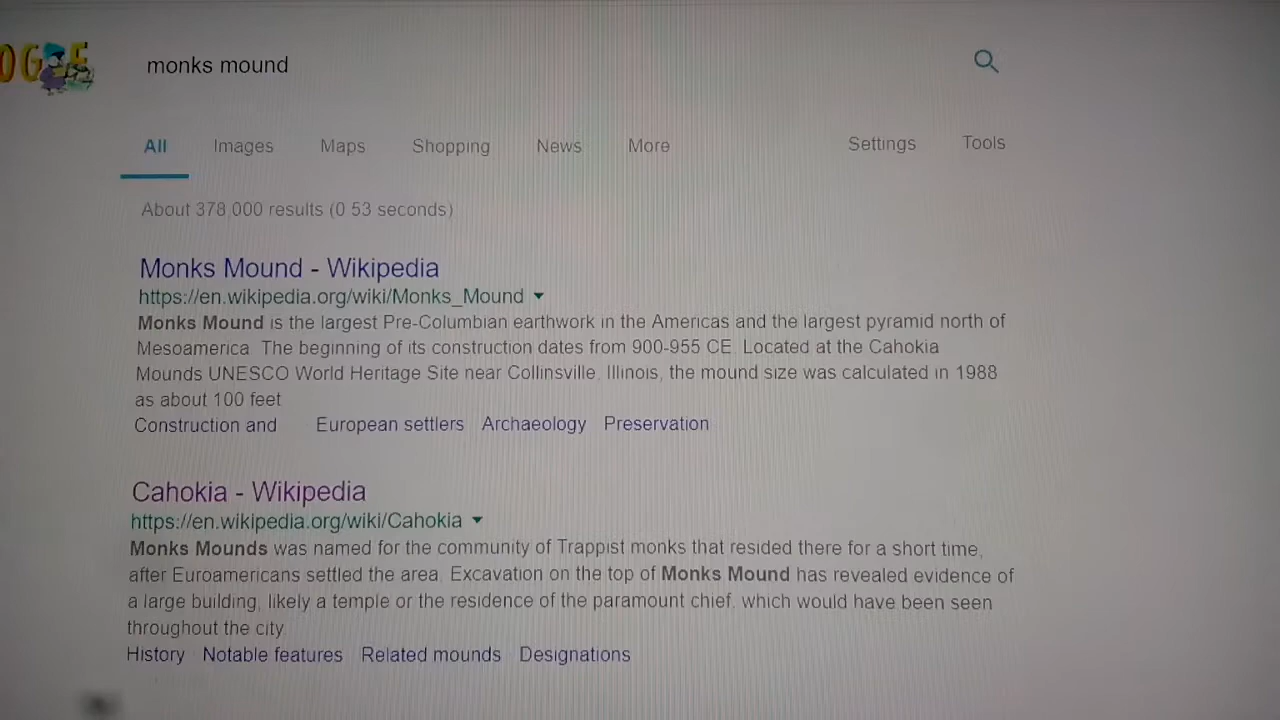 monks mound
All Images Maps Shopping News More Settings Tools
About 378,000 results (0.53 seconds)
Monks Mound - Wikipedia
https://en.wikipedia.org/wiki/Monks_Mound
Monks Mound is the largest Pre-Columbian earthwork in the Americas and the largest pyramid north of
Mesoamerica. The beginning of its construction dates from 900-955 CE. Located at the Cahokia
Mounds UNESCO World Heritage Site near Collinsville, Illinois, the mound size was calculated in 1988
as about 100 feet
Construction and European settlers Archaeology Preservation
Cahokia - Wikipedia
https://en.wikipedia.org/wiki/Cahokia
Monks Mounds was named for the community of Trappist monks that resided there for a short time,
after Euroamericans settled the area. Excavation on the top of Monks Mound has revealed evidence of
a large building, likely a temple or the residence of the paramount chief, which would have been seen
throughout the city.
History Notable features Related mounds Designations